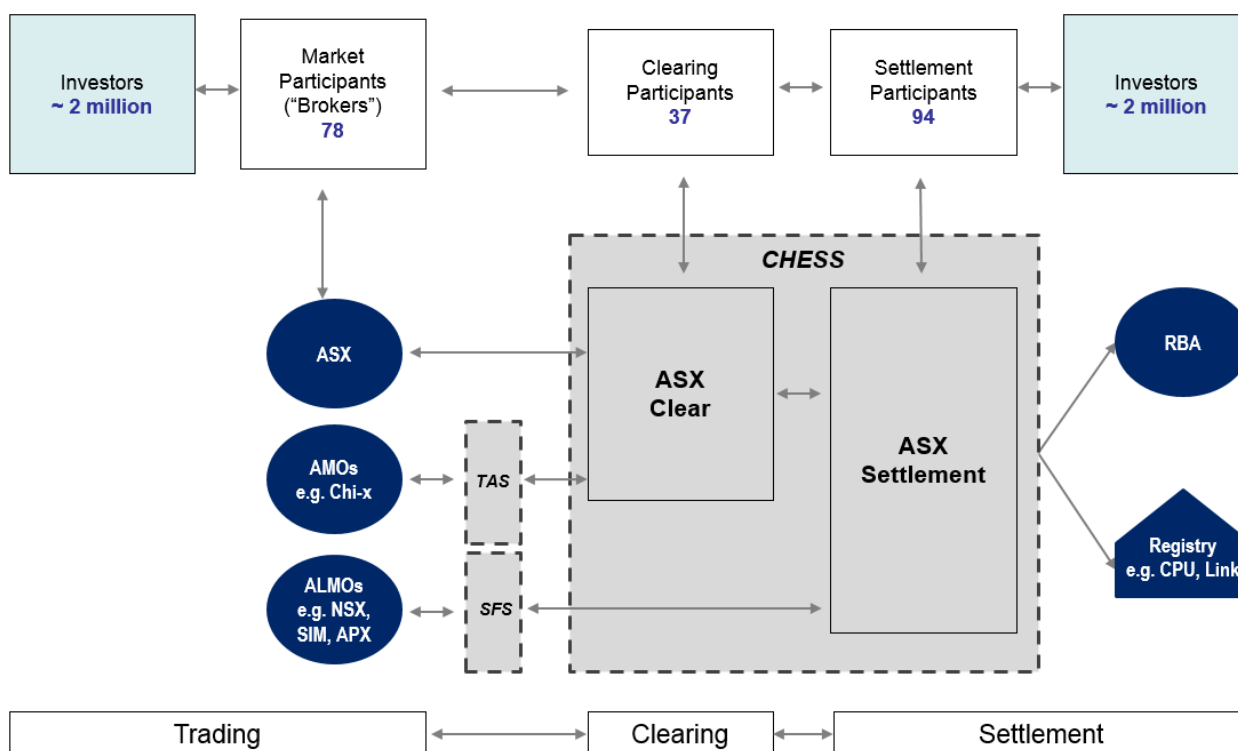 Investors
~ 2 million
Market
Participants
(“Brokers”)
78
Clearing
Participants
37
Settlement
Participants
94
Investors
~ 2 million
CHESS
ASX
ASX
Clear
RBA
AMOs
e.g. Chi-x
TAS
ASX
Settlement
Registry
e.g. CPU, Link
ALMOs
e.g. NSX,
SIM, APX
SFS
Trading
Clearing
Settlement